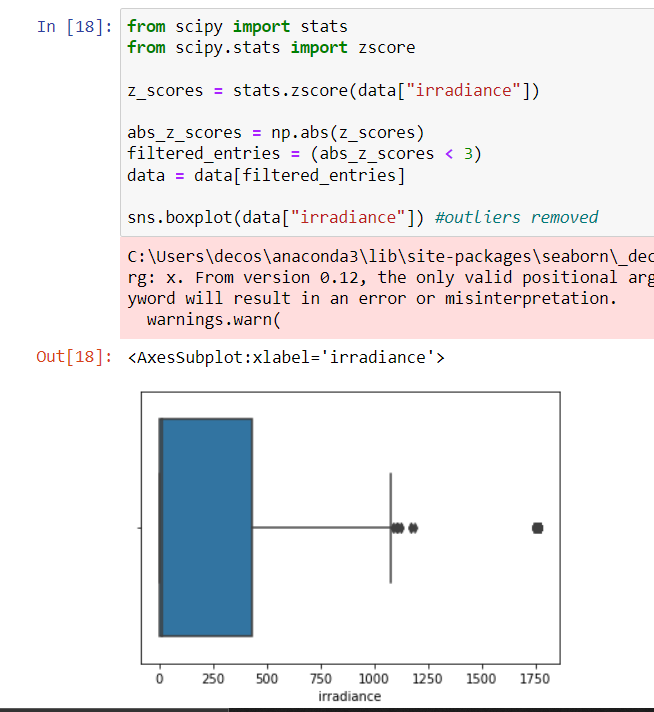 In [18]: from scipy import stats
from scipy.stats import zscore
z_scores = stats.zscore(data["irradiance"])
abs_z_scores = np.abs(z_scores)
filtered_entries = (abs_z_scores < 3)
data = data[filtered_entries]
sns.boxplot(data["irradiance"]) #outliers removed
C:\Users\decos\anaconda3\lib\site-packages\seaborn\_dec
rg: x. From version 0.12, the only valid positional arg
yword will result in an error or misinterpretation.
warnings.warn(
Out[18]: <AxesSubplot:xlabel='irradiance'>
0 250 500 750 1000 1250 1500 1750
irradiance